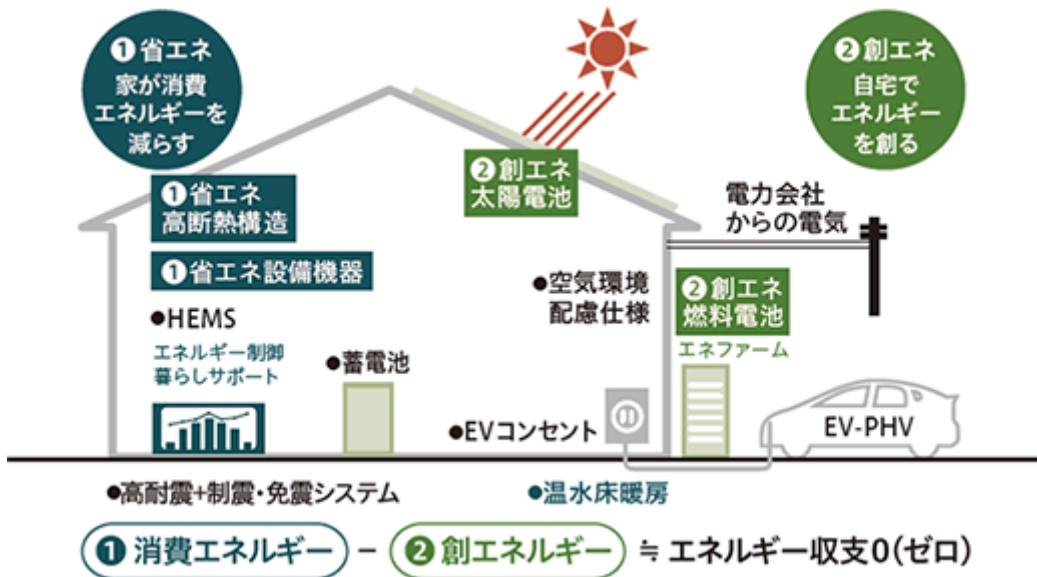 ❶省エネ
家が消費
エネルギーを
減らす
❷創エネ
自宅で
エネルギー
を創る
❶省エネ
高断熱構造
❷創エネ
太陽電池
電力会社
からの電気
❶省エネ設備機器
●空気環境
配慮仕様
❷創エネ
燃料電池
エネファーム
●HEMS
エネルギー制御
暮らしサポート
●蓄電池
●EVコンセント
EV-PHV
●高耐震+制震・免震システム
●温水床暖房
❶消費エネルギー − ❷創エネルギー ≒ エネルギー収支0(ゼロ)